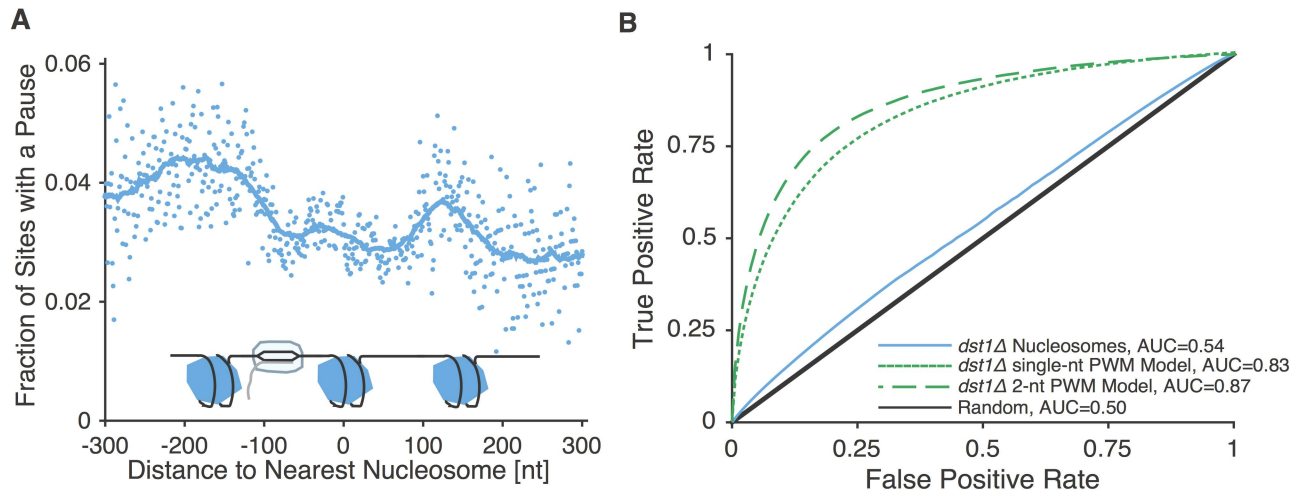 A
Fraction of Sites with a Pause
0.06
0.04
0.02
0
-300
-200
-100
0
100
200
300
Distance to Nearest Nucleosome [nt]
B
True Positive Rate
1
0.75
0.5
0.25
0
0
0.25
0.5
0.75
1
False Positive Rate
dst1Δ Nucleosomes, AUC=0.54
dst1Δ single-nt PWM Model, AUC=0.83
dst1Δ 2-nt PWM Model, AUC=0.87
Random, AUC=0.50